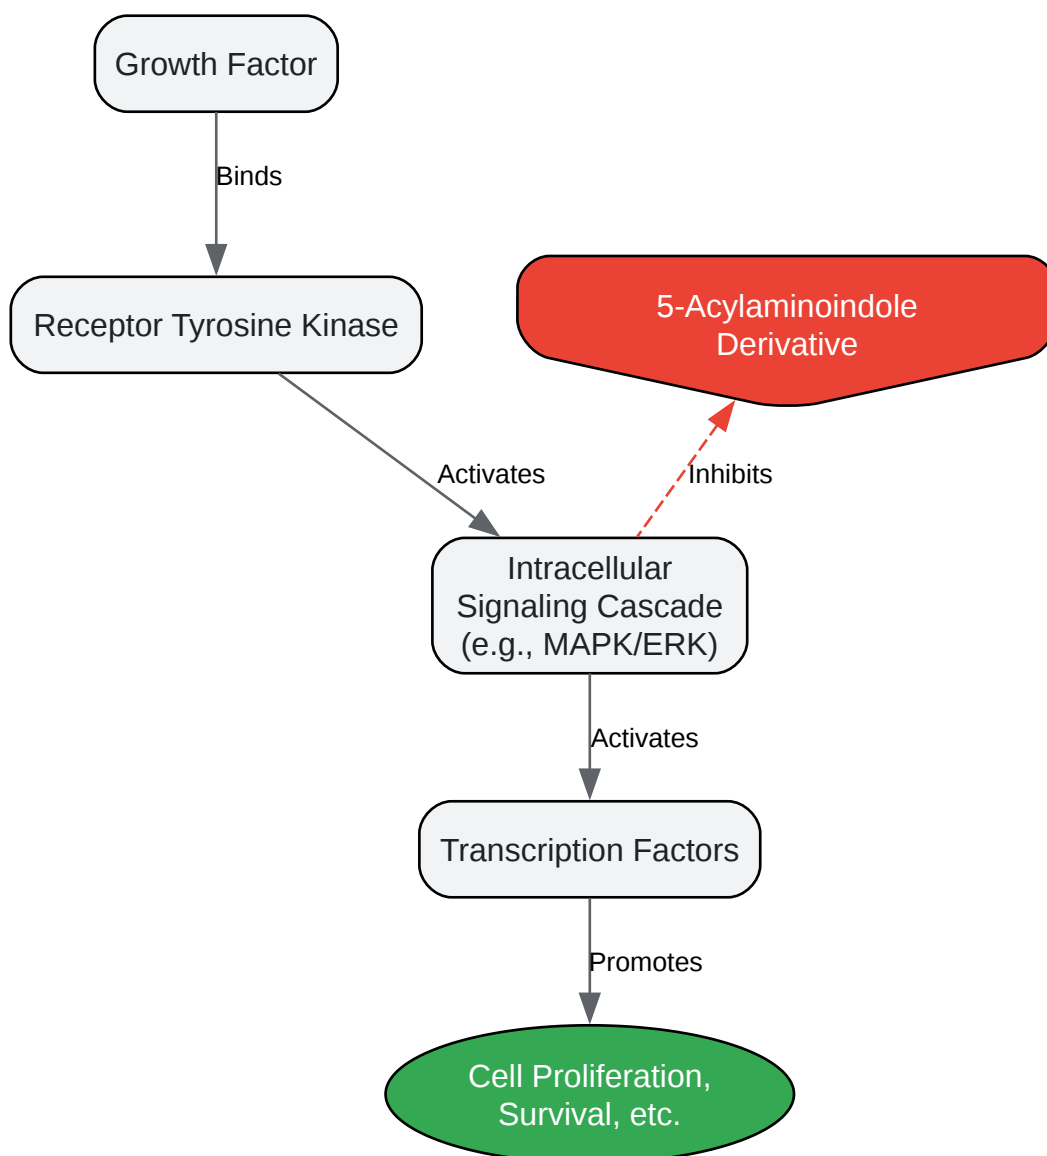 Growth Factor
Binds
Receptor Tyrosine Kinase
5-Acylaminoindole
Derivative
Activates
Inhibits
Intracellular
Signaling Cascade
(e.g., MAPK/ERK)
Activates
Transcription Factors
Promotes
Cell Proliferation,
Survival, etc.